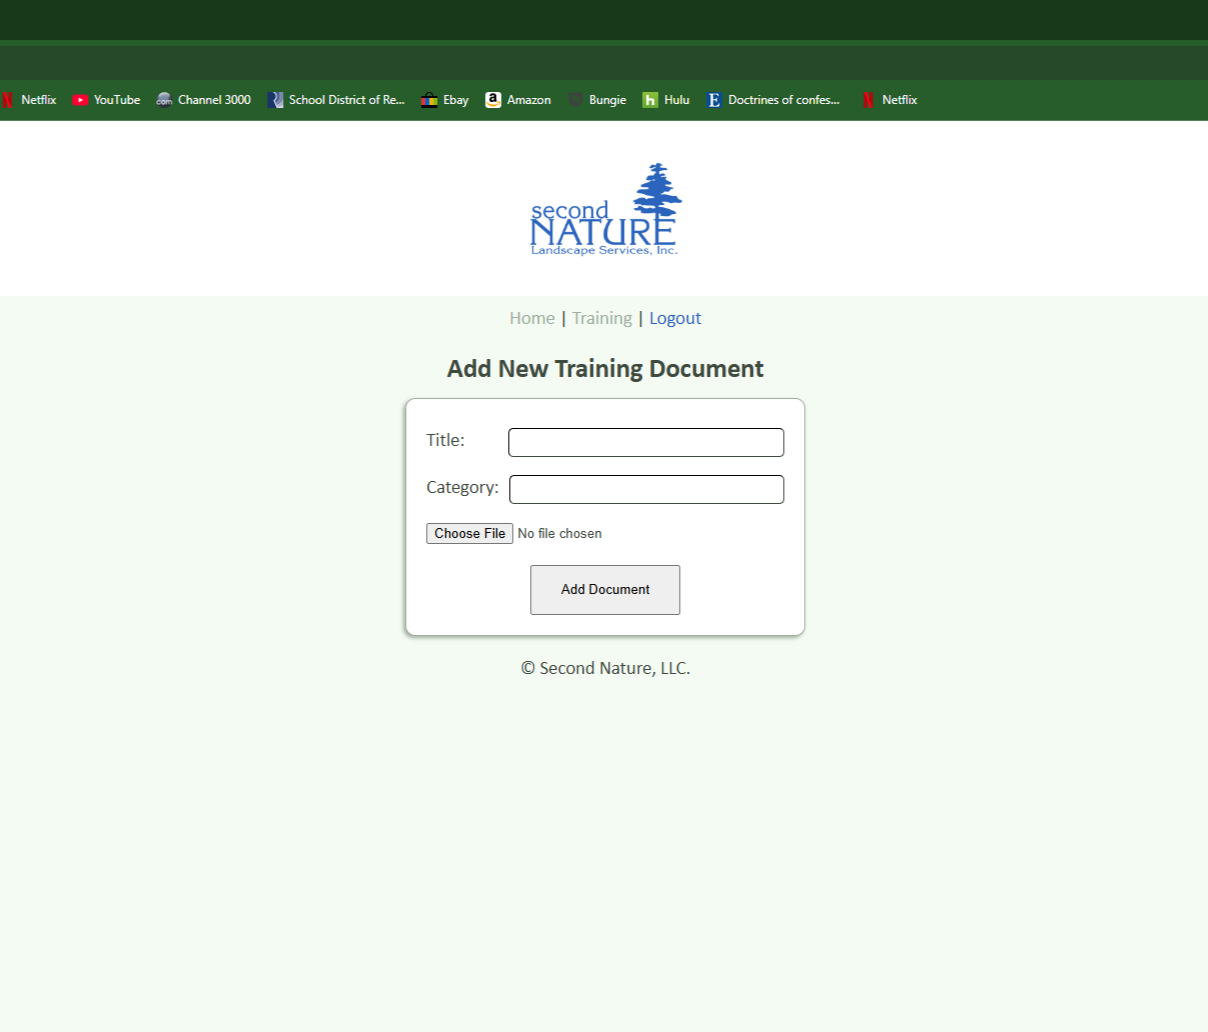 Netflix YouTube Channel 3000 School District of Re... Ebay Amazon Bungie Hulu Doctrines of confes... Netflix
second
NATURE
Landscape Services, Inc.
Home | Training | Logout
Add New Training Document
Title:
Category:
Choose File No file chosen
Add Document
© Second Nature, LLC.